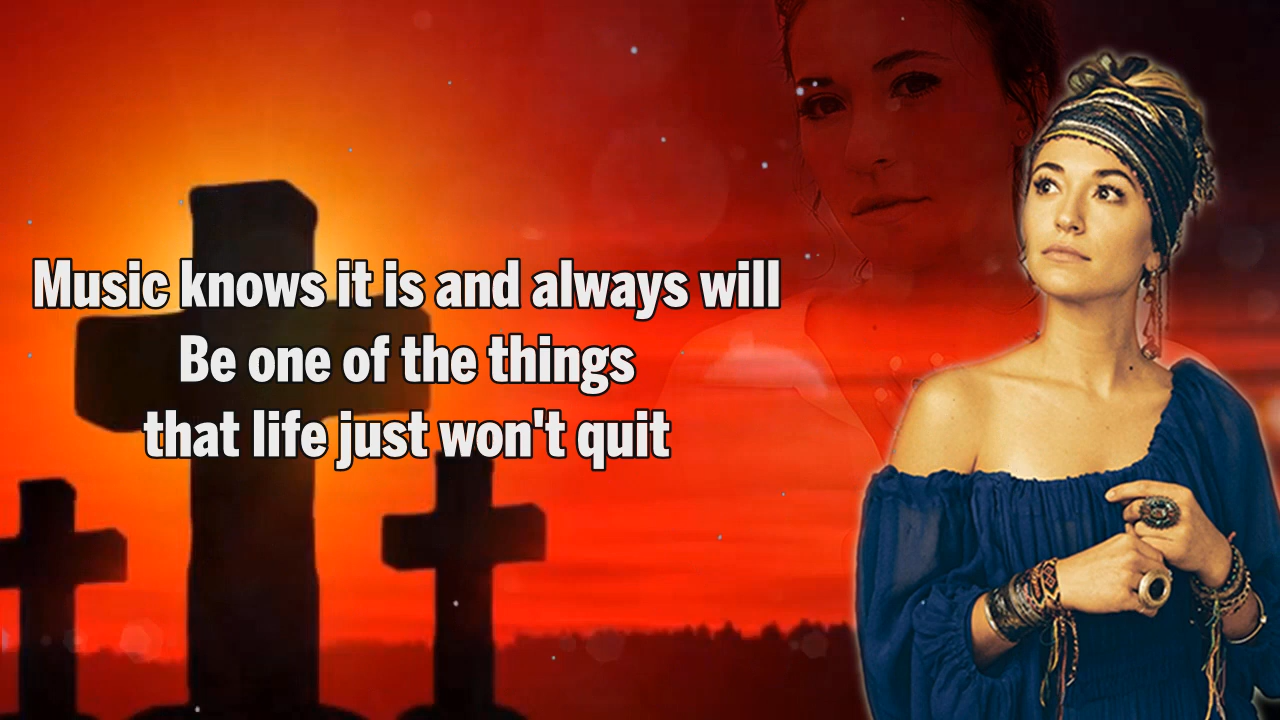 Music knows it is and always will
Be one of the things
that life just won't quit